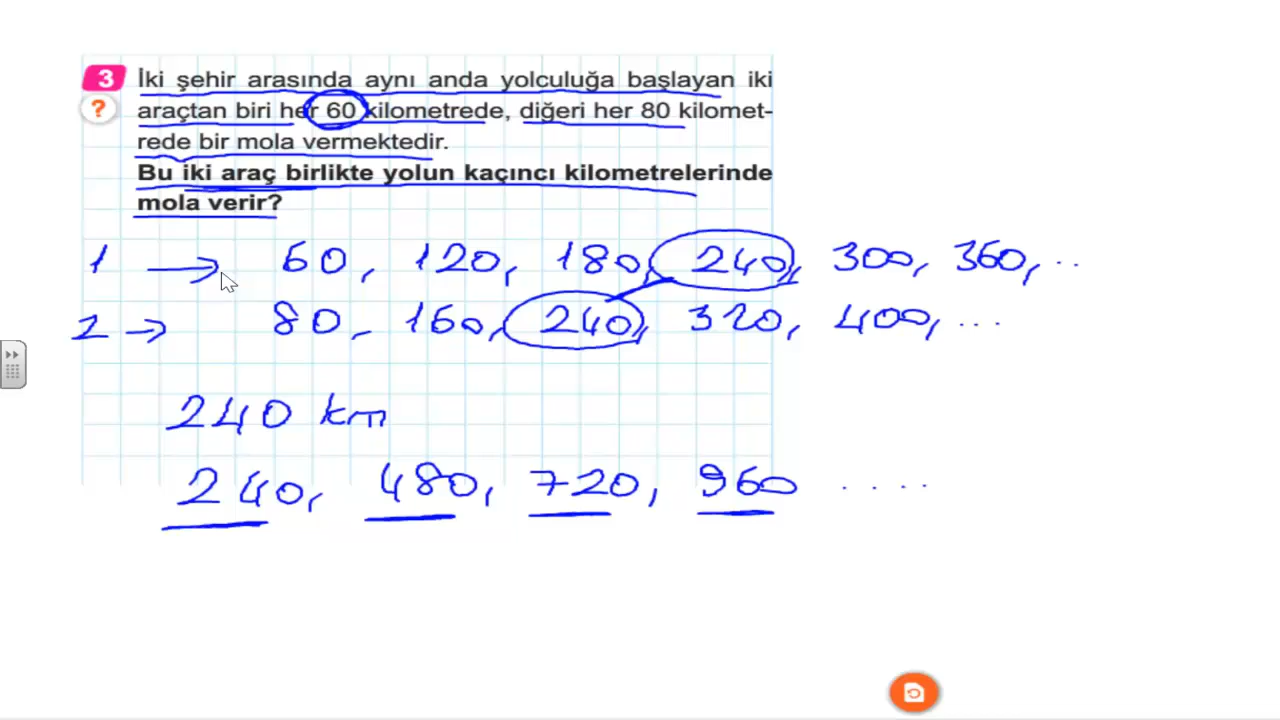 3 İki şehir arasında aynı anda yolculuğa başlayan iki
? araçtan biri her 60 kilometrede, diğeri her 80 kilomet-
rede bir mola vermektedir.
Bu iki araç birlikte yolun kaçıncı kilometrelerinde
mola verir?
1 → 60, 120, 180, 240, 300, 360, ..
2 → 80, 160, 240, 320, 400, ...
240 km
240, 480, 720, 960 ....